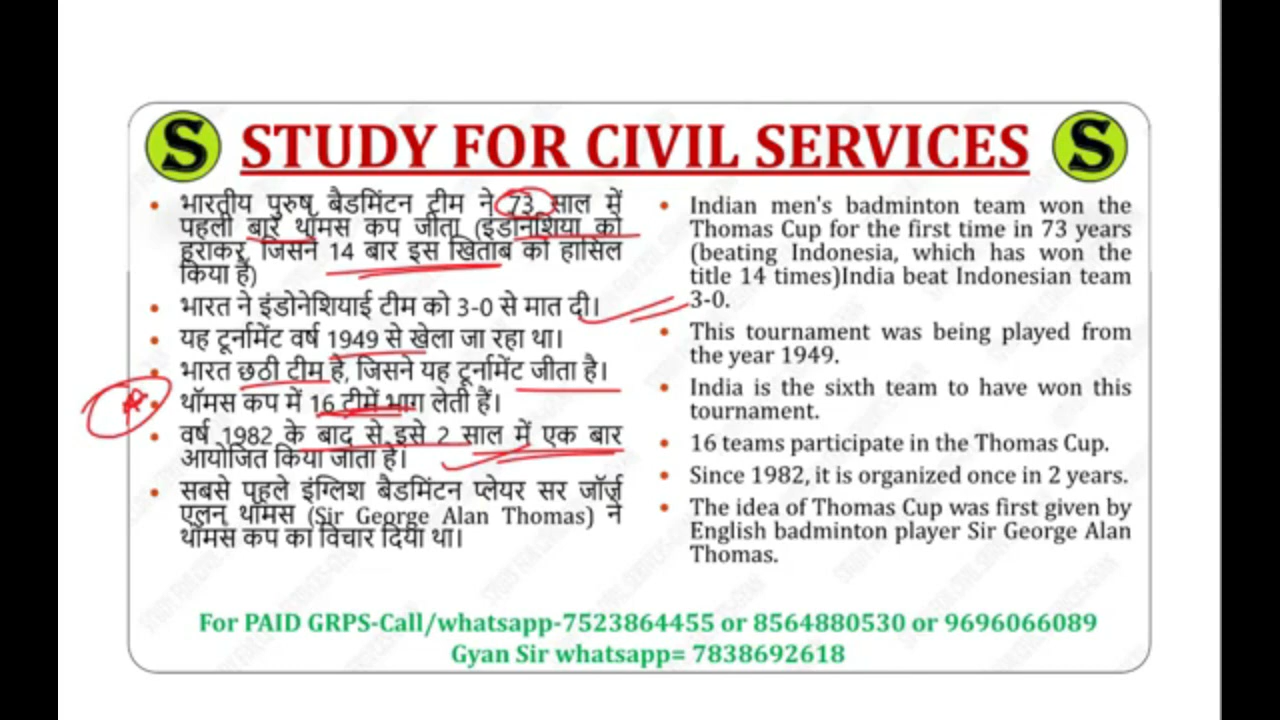 S STUDY FOR CIVIL SERVICES S
भारतीय पुरुष बैडमिंटन टीम ने 73 साल में
पहली बार थॉमस कप जीता (इंडोनेशिया को
हराकर, जिसने 14 बार इस खिताब को हासिल
किया है)
भारत ने इंडोनेशियाई टीम को 3-0 से मात दी।
यह टूर्नामेंट वर्ष 1949 से खेला जा रहा था।
भारत छठी टीम है, जिसने यह टूर्नामेंट जीता है।
थॉमस कप में 16 टीमें भाग लेती हैं।
वर्ष 1982 के बाद से इसे 2 साल में एक बार
आयोजित किया जाता है।
सबसे पहले इंग्लिश बैडमिंटन प्लेयर सर जॉर्ज
एलन थॉमस (Sir George Alan Thomas) ने
थॉमस कप का विचार दिया था।
Indian men's badminton team won the
Thomas Cup for the first time in 73 years
(beating Indonesia, which has won the
title 14 times)India beat Indonesian team
3-0.
This tournament was being played from
the year 1949.
India is the sixth team to have won this
tournament.
16 teams participate in the Thomas Cup.
Since 1982, it is organized once in 2 years.
The idea of Thomas Cup was first given by
English badminton player Sir George Alan
Thomas.
For PAID GRPS-Call/whatsapp-7523864455 or 8564880530 or 9696066089
Gyan Sir whatsapp= 7838692618